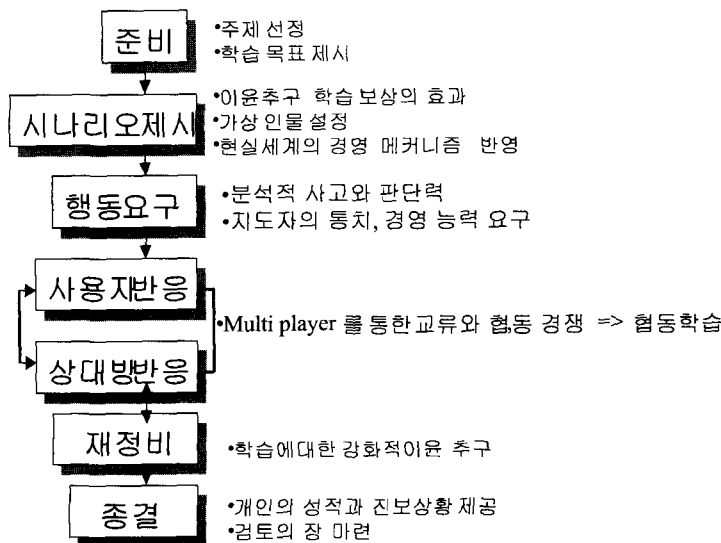 준비
•주제 선정
•학습 목표 제시
시나리오제시
•이윤추구 학습 보상의 효과
•가상 인물 설정
•현실세계의 경영 메커니즘 반영
행동요구
•분석적 사고와 판단력
•지도자의 통치, 경영 능력 요구
사용자반응
•Multi player 를 통한 교류와 협동 경쟁 => 협동학습
상대방반응
재정비
•학습에대한 강화적이윤 추구
종결
•개인의 성적과 진보상황 제공
•검토의 장 마련